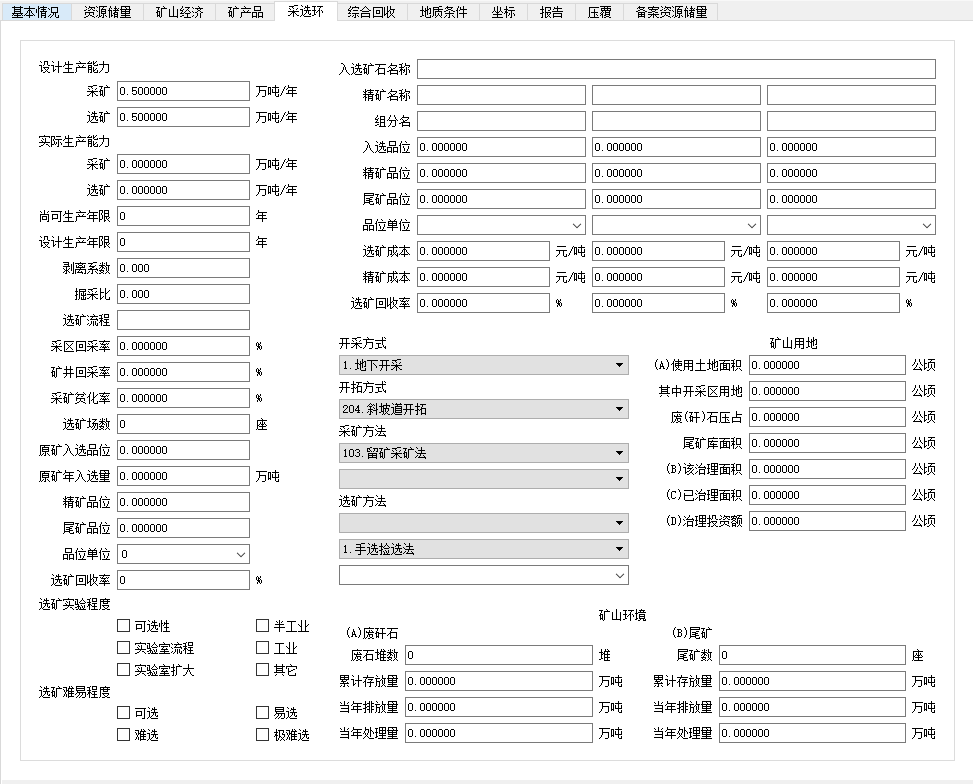 基本情况 资源储量 矿山经济 矿产品 采选环 综合回收 地质条件 坐标 报告 压覆 备案资源储量
设计生产能力
采矿 0.500000 万吨/年
选矿 0.500000 万吨/年
实际生产能力
采矿 0.000000 万吨/年
选矿 0.000000 万吨/年
尚可生产年限 0 年
设计生产年限 0 年
剥离系数 0.000
掘采比 0.000
选矿流程
采区回采率 0.000000 %
矿井回采率 0.000000 %
采矿贫化率 0.000000 %
选矿场数 0 座
原矿入选品位 0.000000
原矿年入选量 0.000000 万吨
精矿品位 0.000000
尾矿品位 0.000000
品位单位 0
选矿回收率 0 %
选矿实验程度
可选性 半工业
实验室流程 工业
实验室扩大 其它
选矿难易程度
可选 易选
难选 极难选
入选矿石名称
精矿名称
组分名
入选品位 0.000000 0.000000 0.000000
精矿品位 0.000000 0.000000 0.000000
尾矿品位 0.000000 0.000000 0.000000
品位单位
选矿成本 0.000000 元/吨 0.000000 元/吨 0.000000 元/吨
精矿成本 0.000000 元/吨 0.000000 元/吨 0.000000 元/吨
选矿回收率 0.000000 % 0.000000 % 0.000000 %
开采方式
1.地下开采
开拓方式
204.斜坡道开拓
采矿方法
103.留矿采矿法
选矿方法
1.手选捡选法
矿山用地
(A)使用土地面积 0.000000 公顷
其中开采区用地 0.000000 公顷
废(矸)石压占 0.000000 公顷
尾矿库面积 0.000000 公顷
(B)该治理面积 0.000000 公顷
(C)已治理面积 0.000000 公顷
(D)治理投资额 0.000000 公顷
矿山环境
(A)废矸石 (B)尾矿
废石堆数 0 堆 尾矿数 0 座
累计存放量 0.000000 万吨 累计存放量 0.000000 万吨
当年排放量 0.000000 万吨 当年排放量 0.000000 万吨
当年处理量 0.000000 万吨 当年处理量 0.000000 万吨